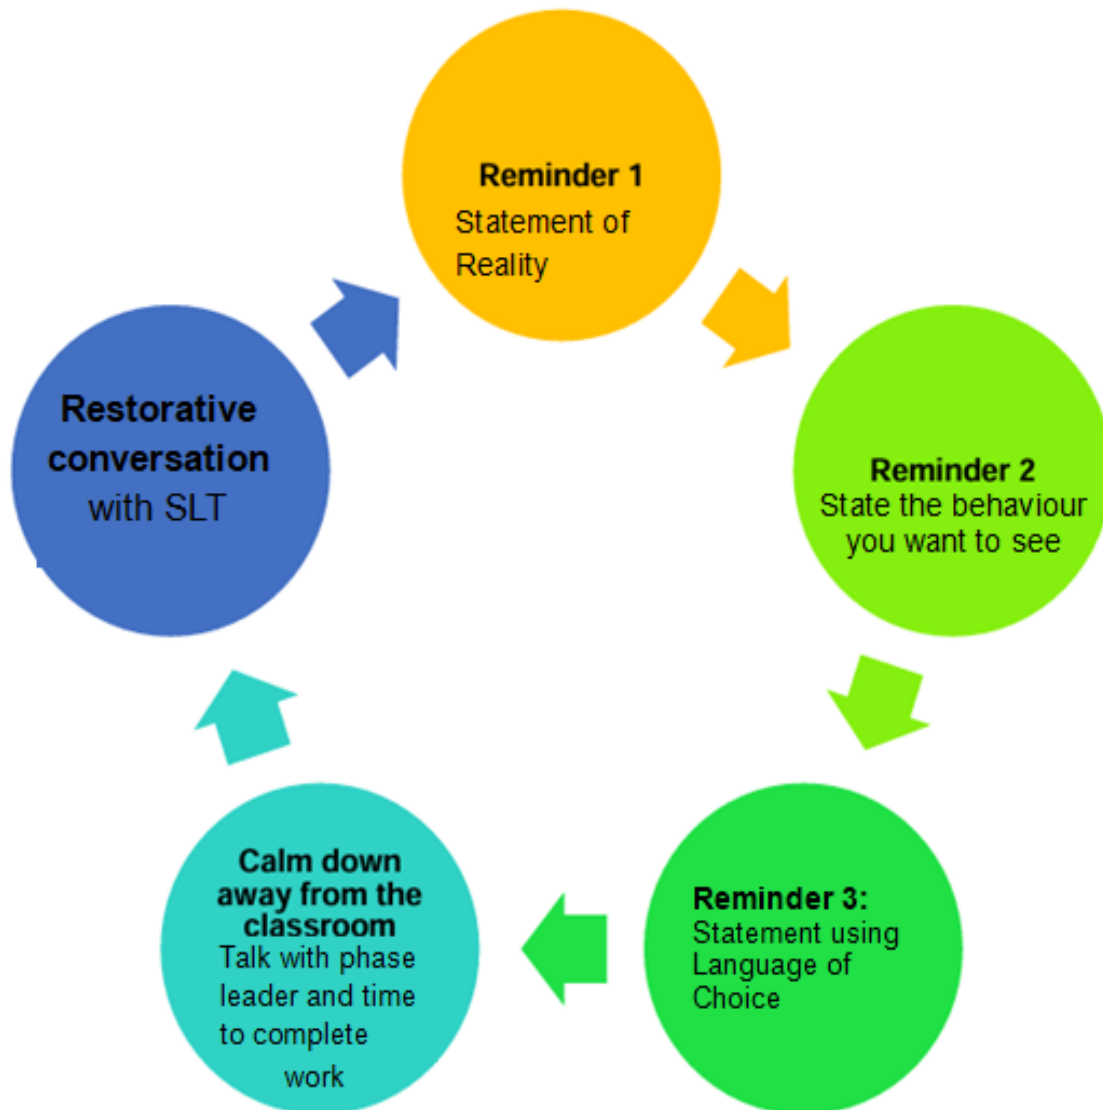 Reminder 1
Statement of
Reality
Reminder 2
State the behaviour
you want to see
Reminder 3:
Statement using
Language of
Choice
Calm down
away from the
classroom
Talk with phase
leader and time
to complete
work
Restorative
conversation
with SLT